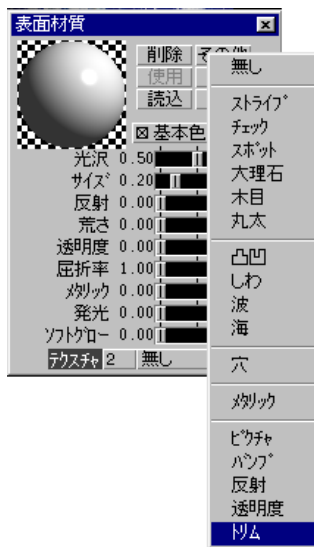 表面材質
削除
使用
読込
基本色
光沢 0.50
ｻｲｽﾞ 0.20
反射 0.00
荒さ 0.00
透明度 0.00
屈折率 1.00
ﾒﾀﾘｯｸ 0.00
発光 0.00
ｿﾌﾄｸﾞﾛｰ 0.00
ﾃｸｽﾁｬ 2 無し
無し
ｽﾄﾗｲﾌﾟ
ﾁｪｯｸ
ｽﾎﾟｯﾄ
大理石
木目
丸太
凸凹
しわ
波
海
穴
ﾒﾀﾘｯｸ
ﾋﾟｸﾁｬ
ﾊﾞﾝﾌﾟ
反射
透明度
ﾄﾘﾑ